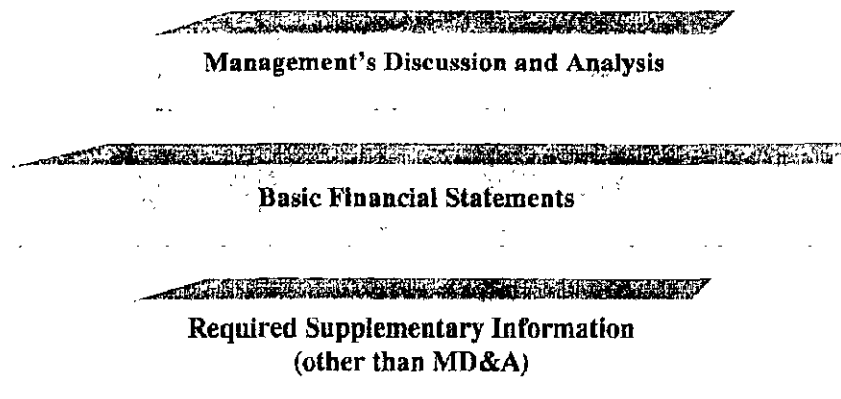 Management's Discussion and Analysis
Basic Financial Statements
Required Supplementary Information
(other than MD&A)